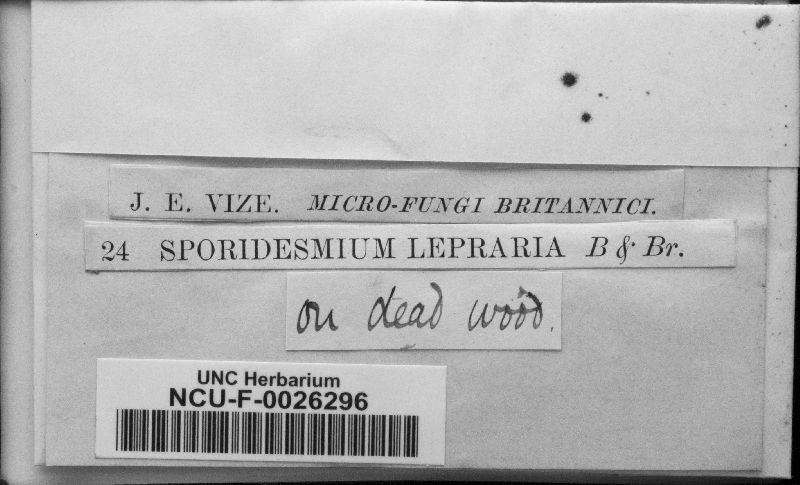 J. E. VIZE. MICRO-FUNGI BRITANNICI.
24 SPORIDESMIUM LEPRARIA B & Br.
on dead wood.
UNC Herbarium
NCU-F-0026296